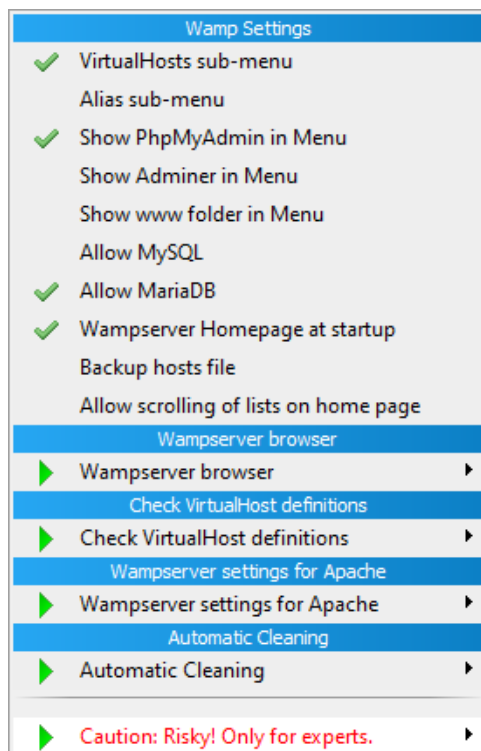 Wamp Settings
VirtualHosts sub-menu
Alias sub-menu
Show PhpMyAdmin in Menu
Show Adminer in Menu
Show www folder in Menu
Allow MySQL
Allow MariaDB
Wampserver Homepage at startup
Backup hosts file
Allow scrolling of lists on home page
Wampserver browser
Wampserver browser
Check VirtualHost definitions
Check VirtualHost definitions
Wampserver settings for Apache
Wampserver settings for Apache
Automatic Cleaning
Automatic Cleaning
Caution: Risky! Only for experts.